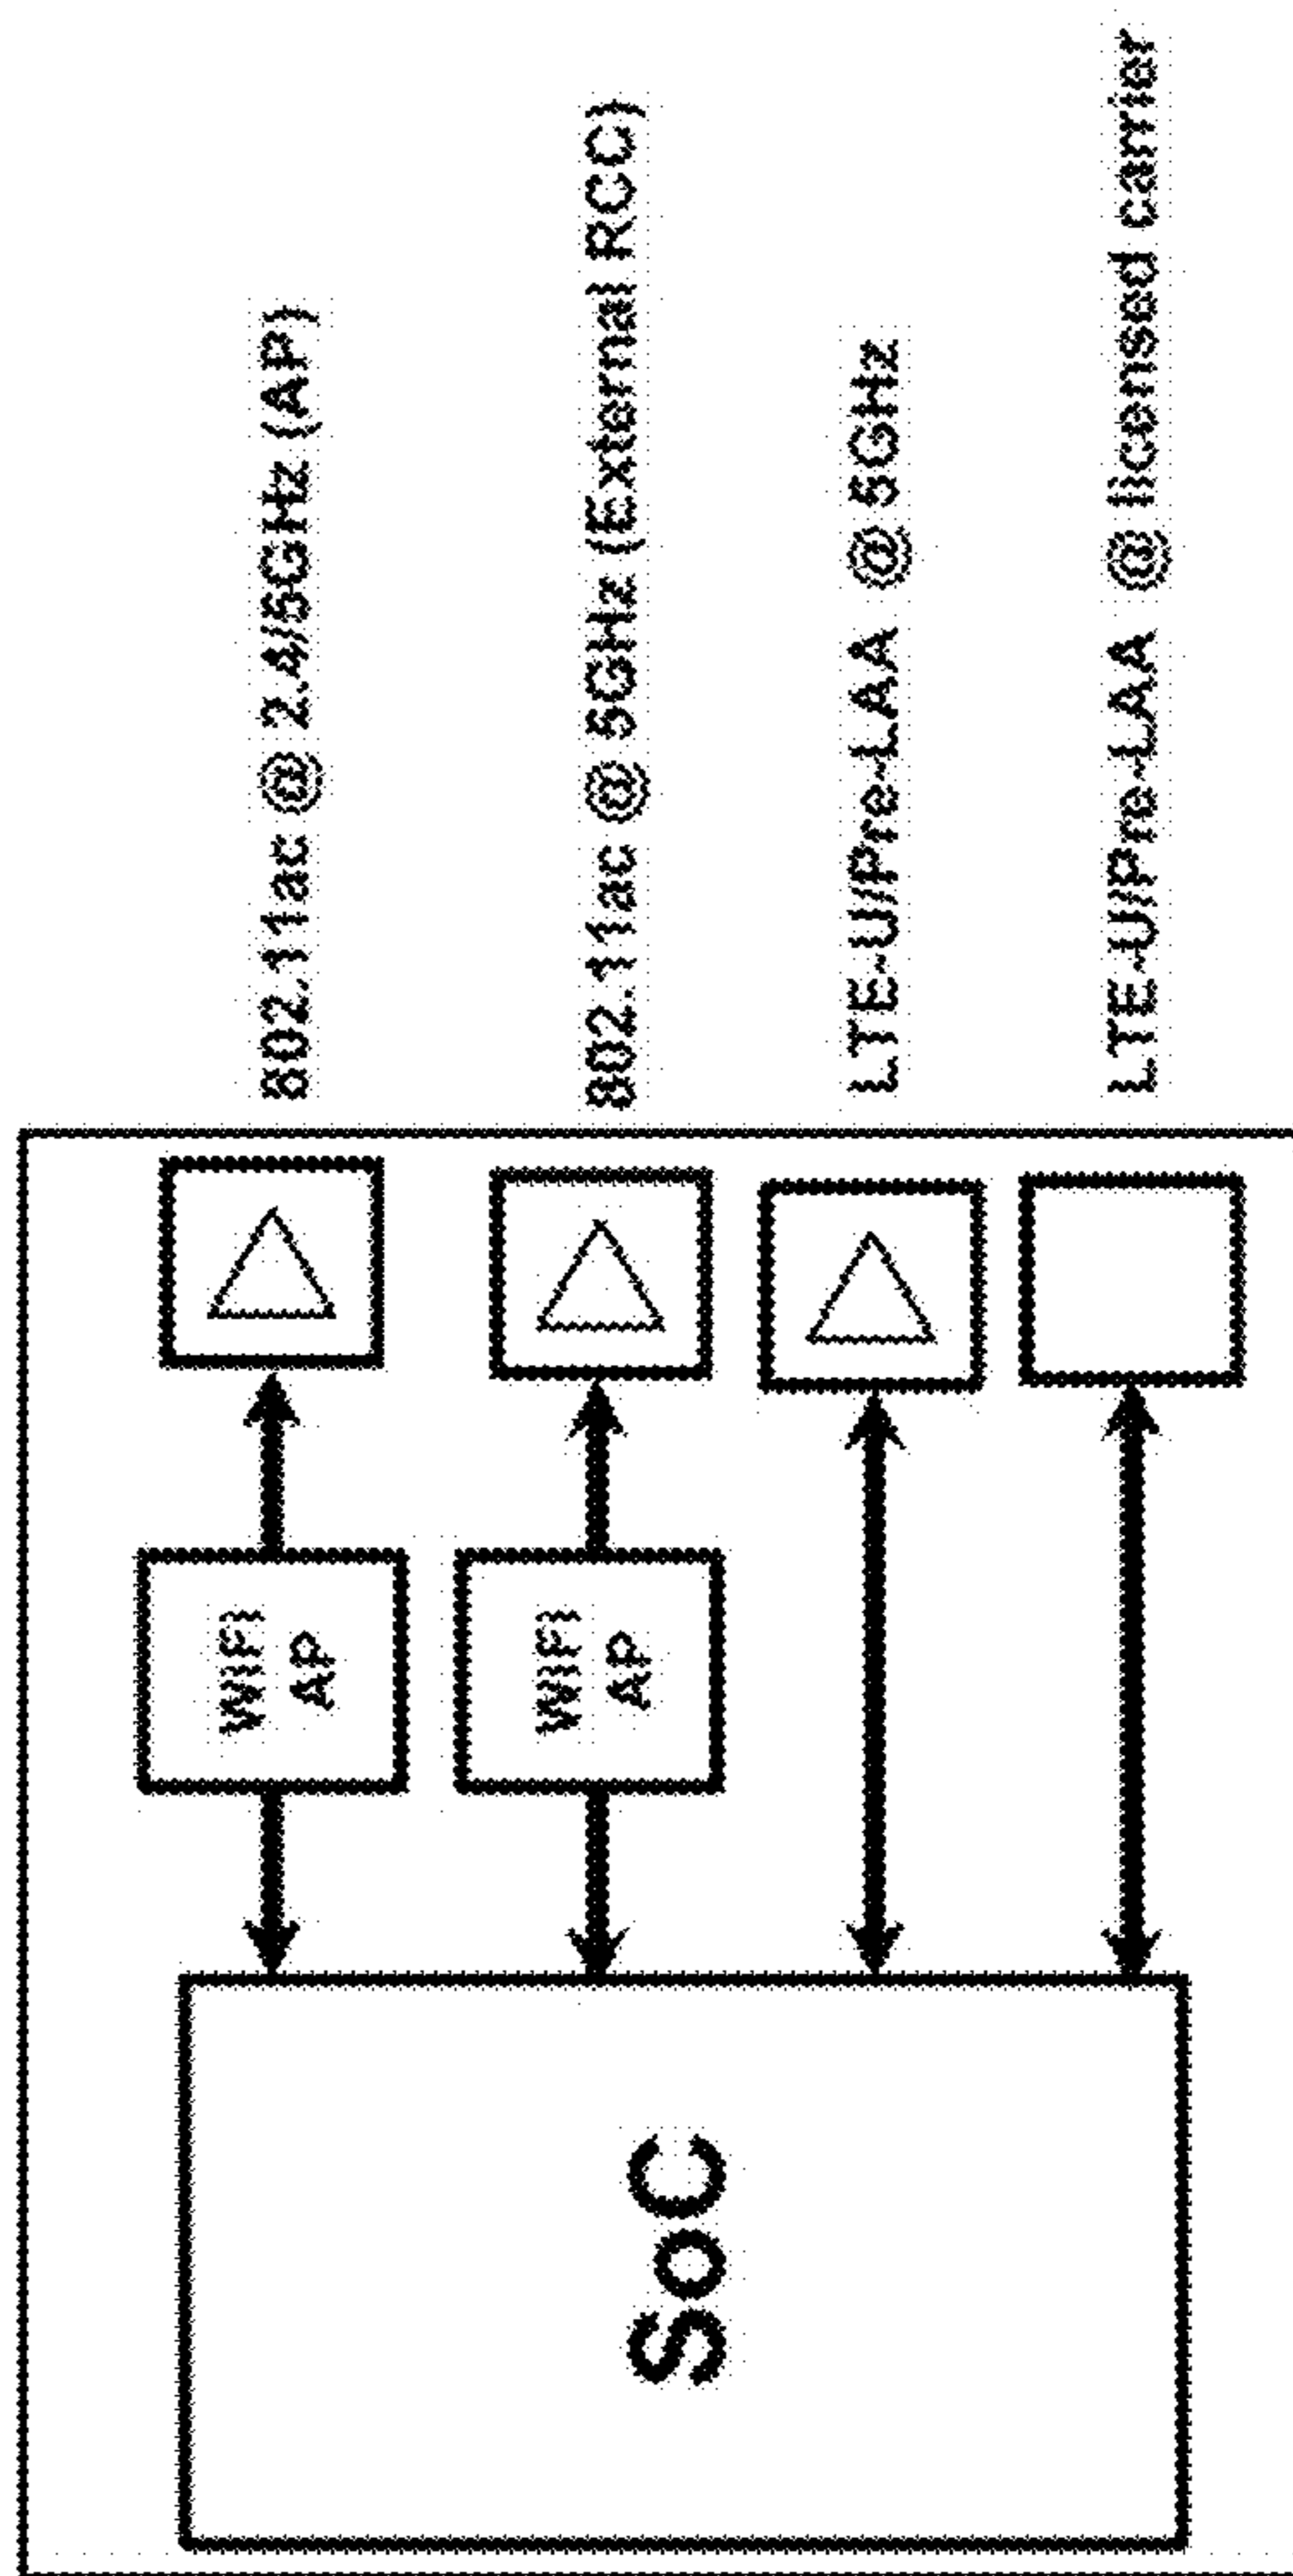 SoC
WiFi
AP
WiFi
AP
802.11ac @ 2.4/5GHz (AP)
802.11ac @ 5GHz (External RCC)
LTE-U/Pre-LAA @ 5GHz
LTE-U/Pre-LAA @ licensed carrier